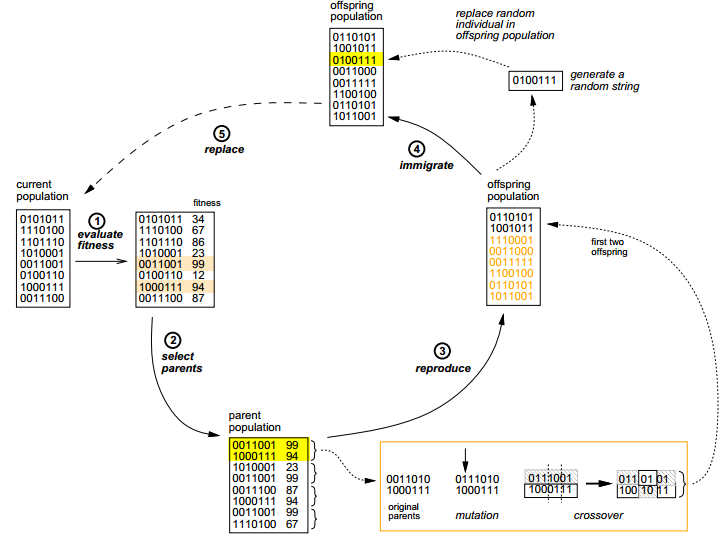 offspring
population
0110101
1001011
0100111
0011000
0011111
1100100
0110101
1011001
replace random
individual in
offspring population
0100111
generate a
random string
5
replace
4
immigrate
current
population
0101011
1110100
1101110
1010001
0011001
0100110
1000111
0011100
1
evaluate
fitness
fitness
0101011 34
1110100 67
1101110 86
1010001 23
0011001 99
0100110 12
1000111 94
0011100 87
offspring
population
0110101
1001011
1110001
0011000
0011111
1100100
0110101
1011001
first two
offspring
2
select
parents
3
reproduce
parent
population
0011001 99
1000111 94
1010001 23
0011001 99
0011100 87
1000111 94
0011001 99
1110100 67
0011010
1000111
original
parents
0111010
1000111
mutation
0111001
1000111
011 01 01
100 10 11
crossover